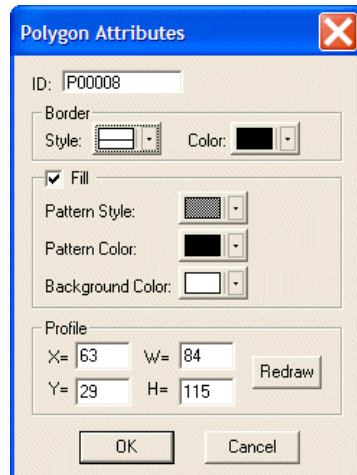 Polygon Attributes
ID: P00008
Border
Style: Color:
Fill
Pattern Style:
Pattern Color:
Background Color:
Profile
X= 63 W= 84
Redraw
Y= 29 H= 115
OK Cancel